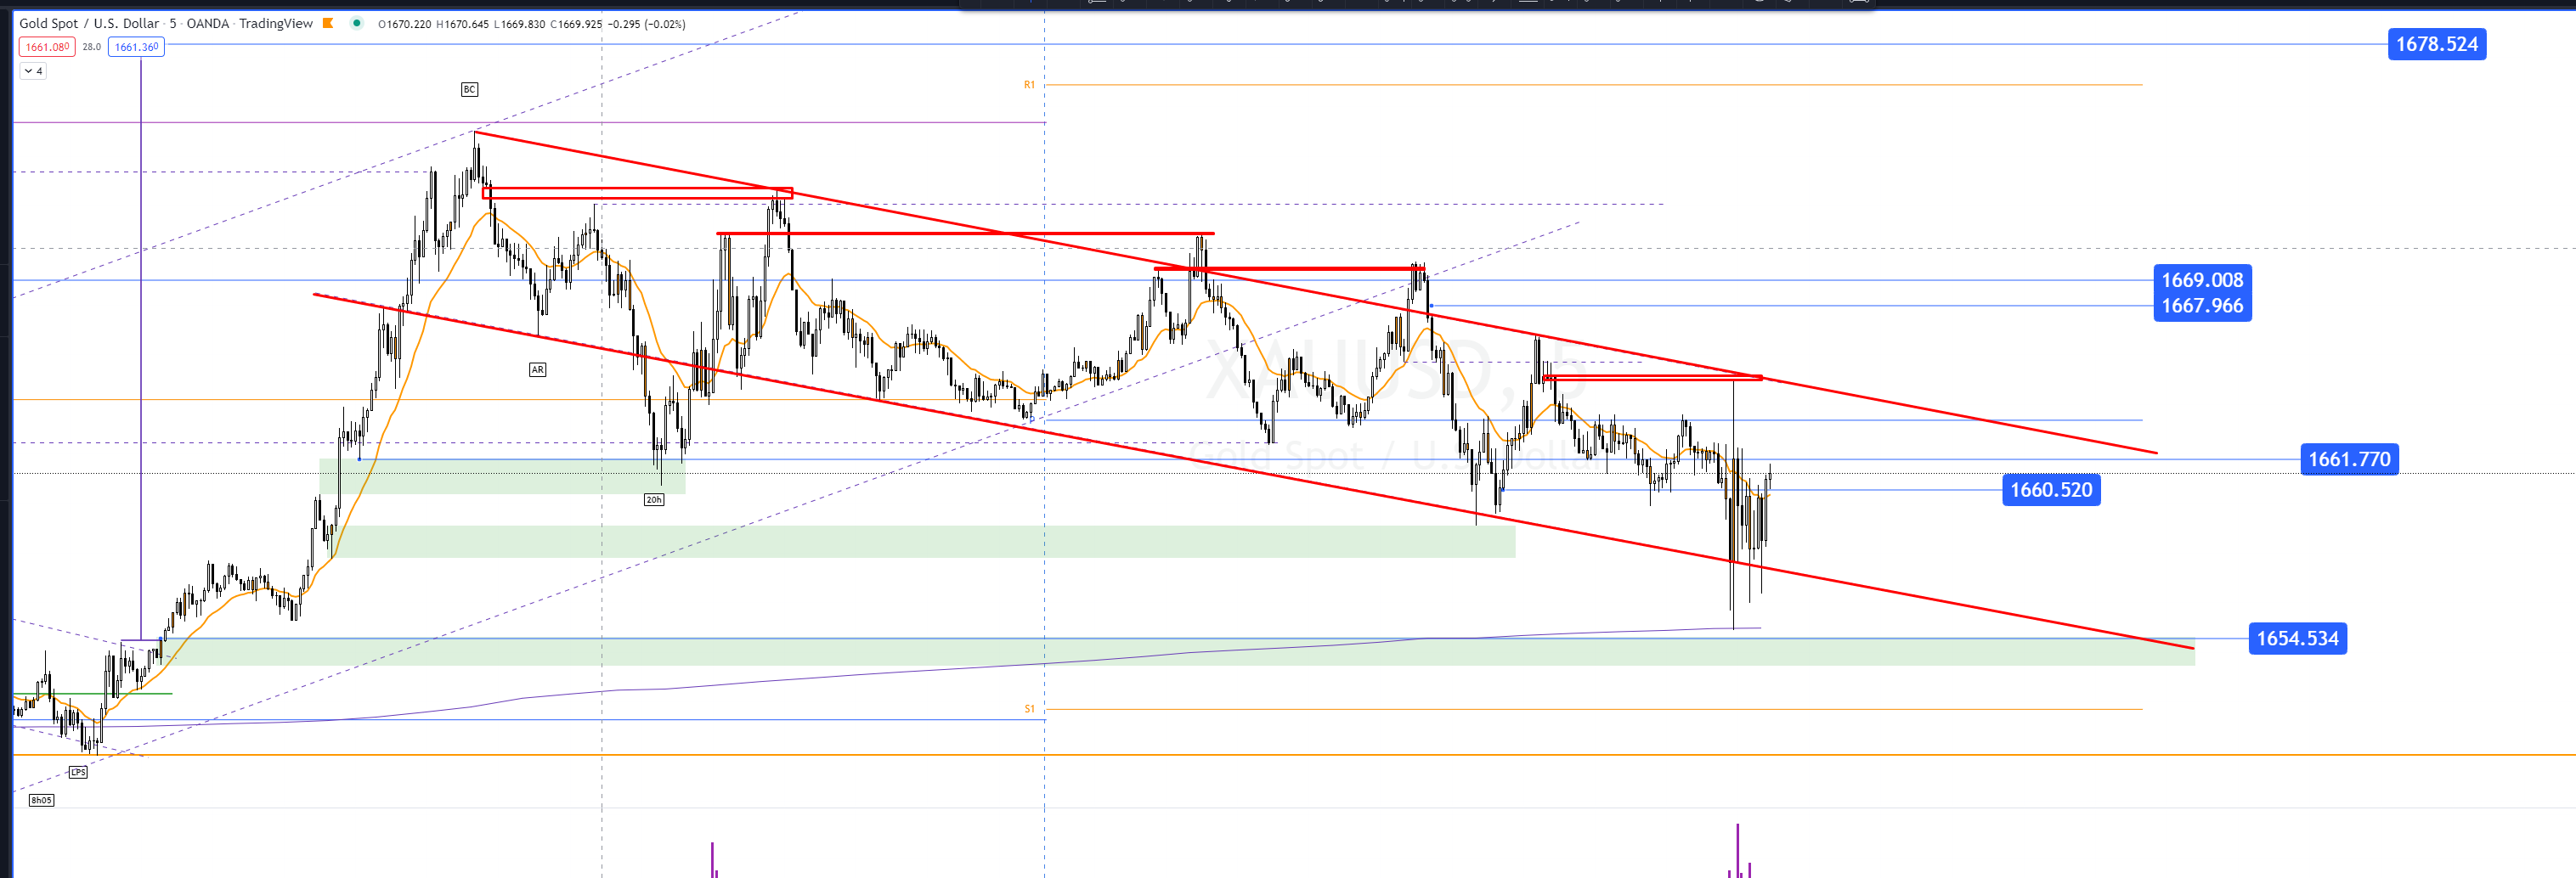 Gold Spot / U.S. Dollar · 5 · OANDA · TradingView O1670.220 H1670.645 L1669.830 C1669.925 −0.295 (−0.02%)
1661.080 28.0 1661.360
4
1678.524
BC
R1
1669.008
1667.966
XAUUSD, 5
AR
Gold Spot / U.S. Dollar
1661.770
1660.520
20h
1654.534
S1
LPS
8h05